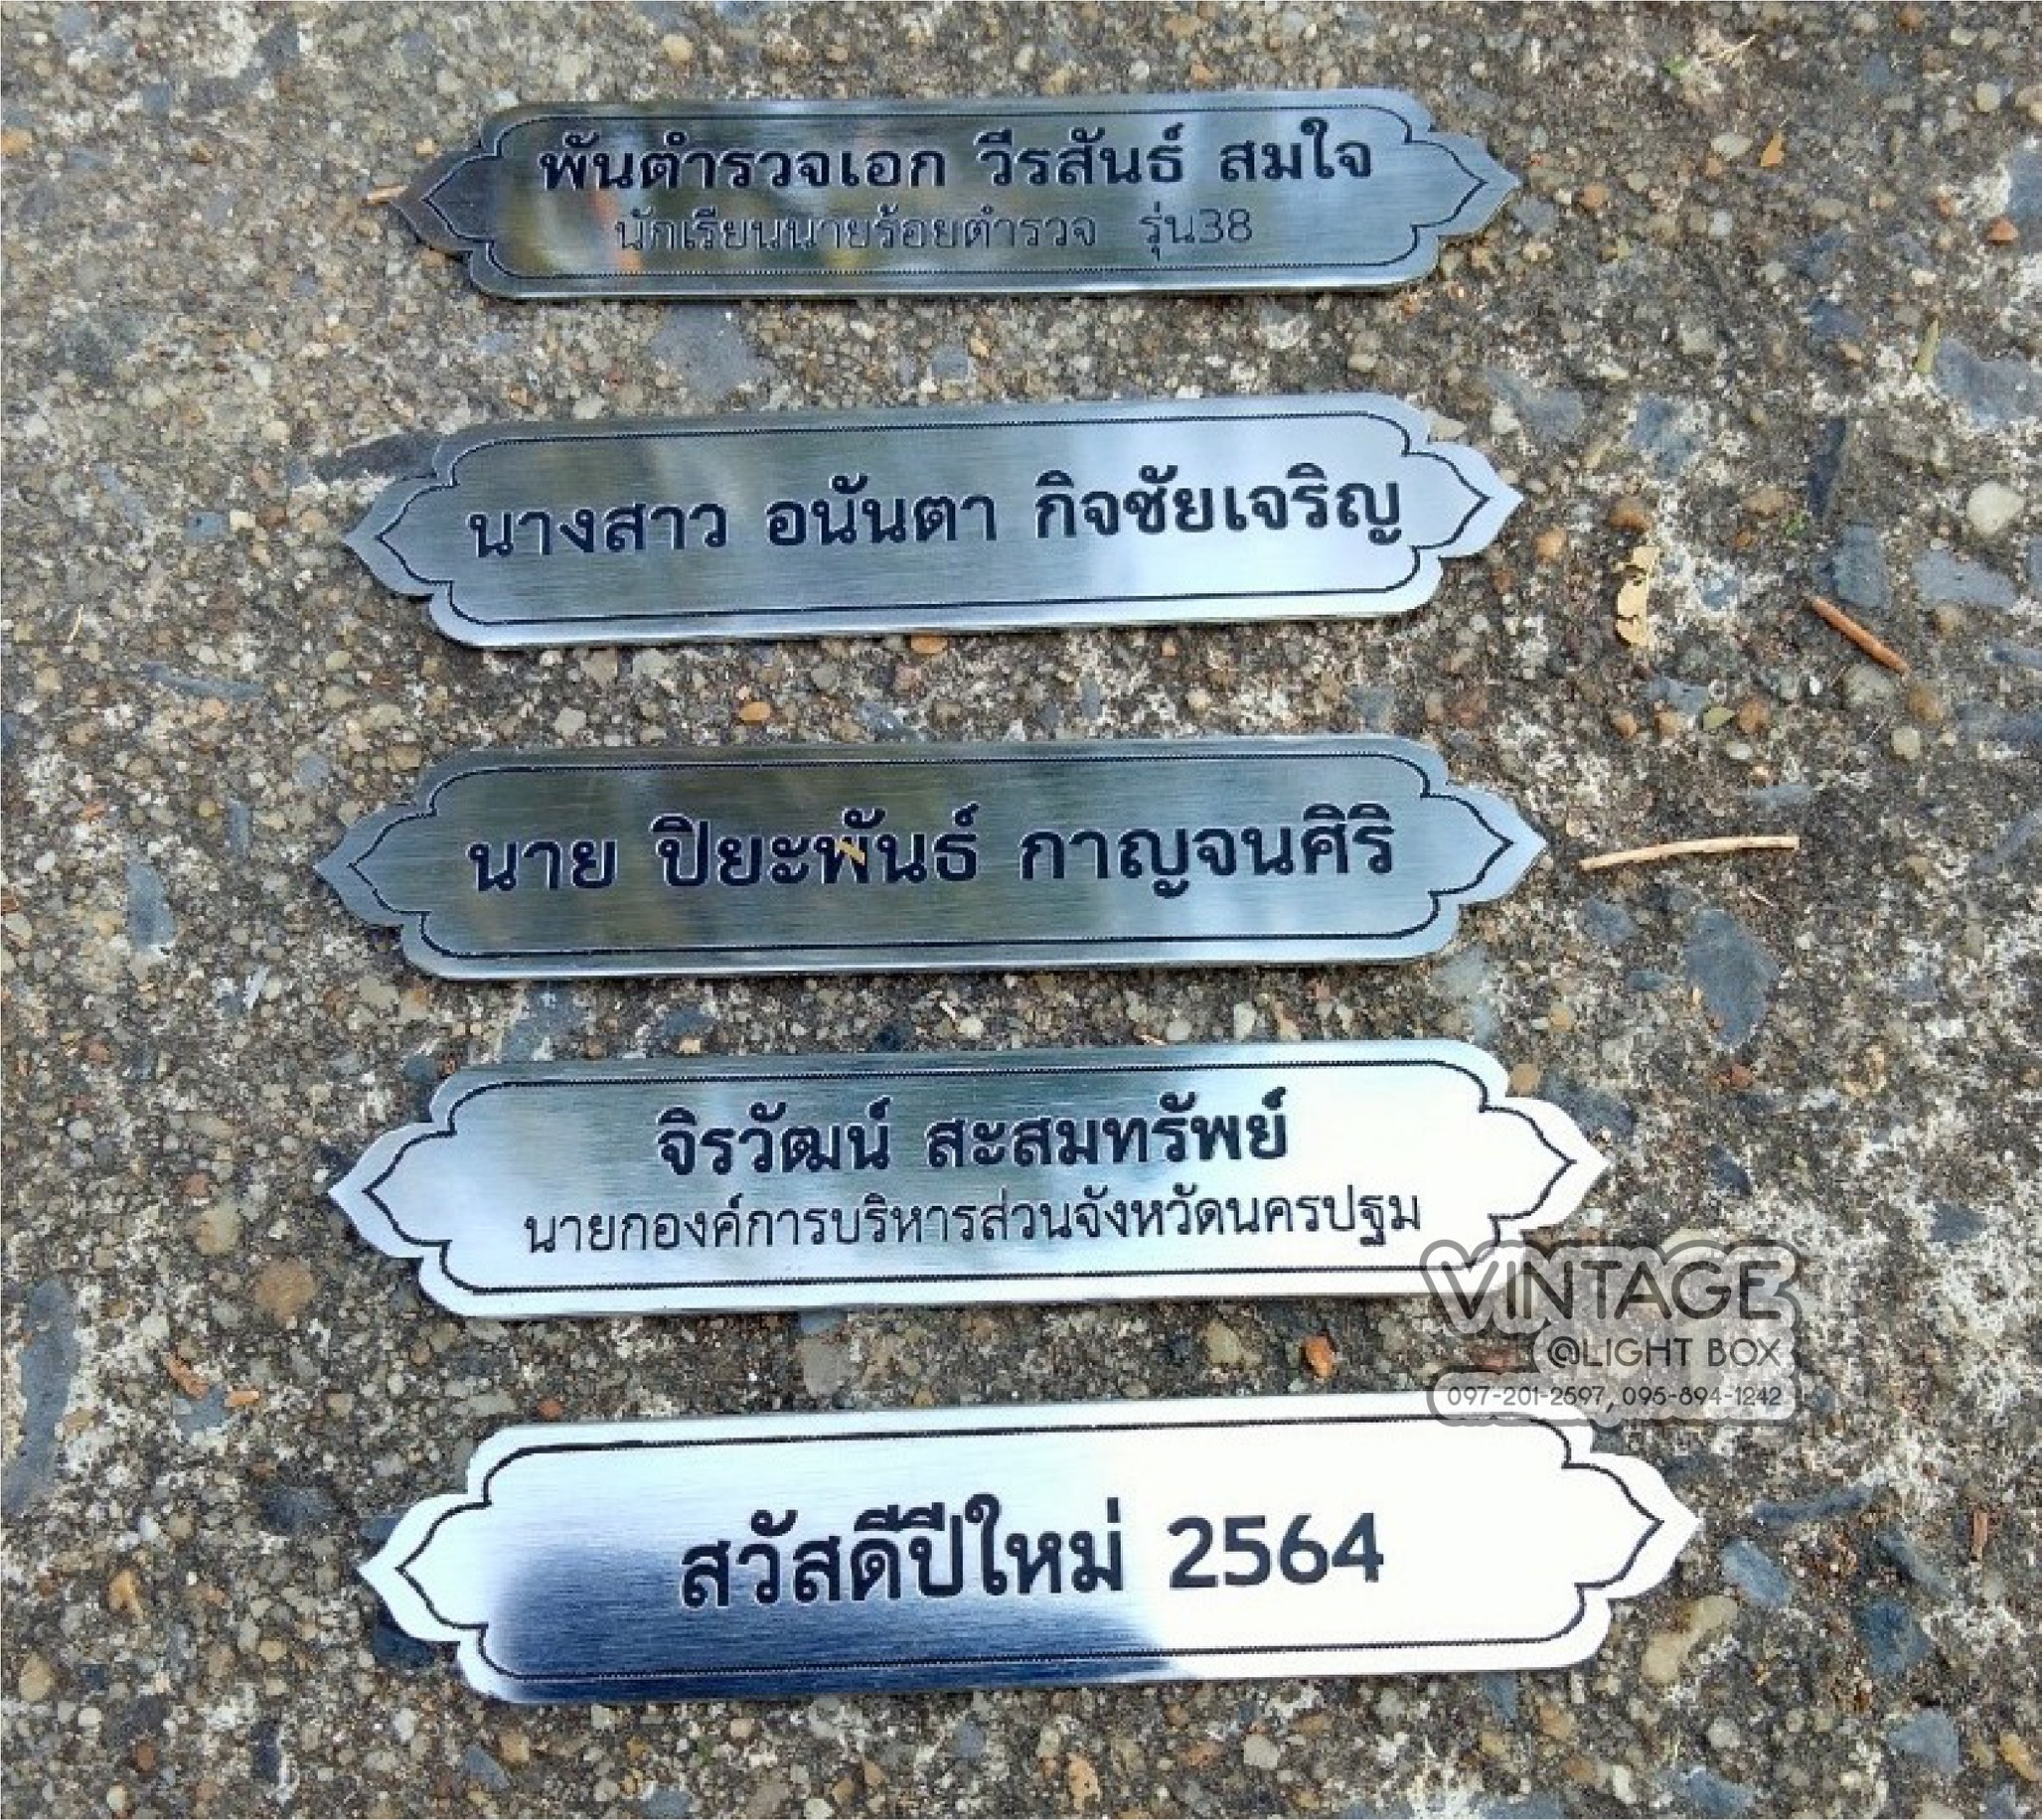 พันตำรวจเอก วีรสันธ์ สมใจ
นักเรียนนายร้อยตำรวจ รุ่น38
นางสาว อนันตา กิจชัยเจริญ
นาย ปิยะพันธ์ กาญจนศิริ
จิรวัฒน์ สะสมทรัพย์
นายกองค์การบริหารส่วนจังหวัดนครปฐม
VINTAGE
@LIGHT BOX
097-201-2597, 095-894-1242
สวัสดีปีใหม่ 2564